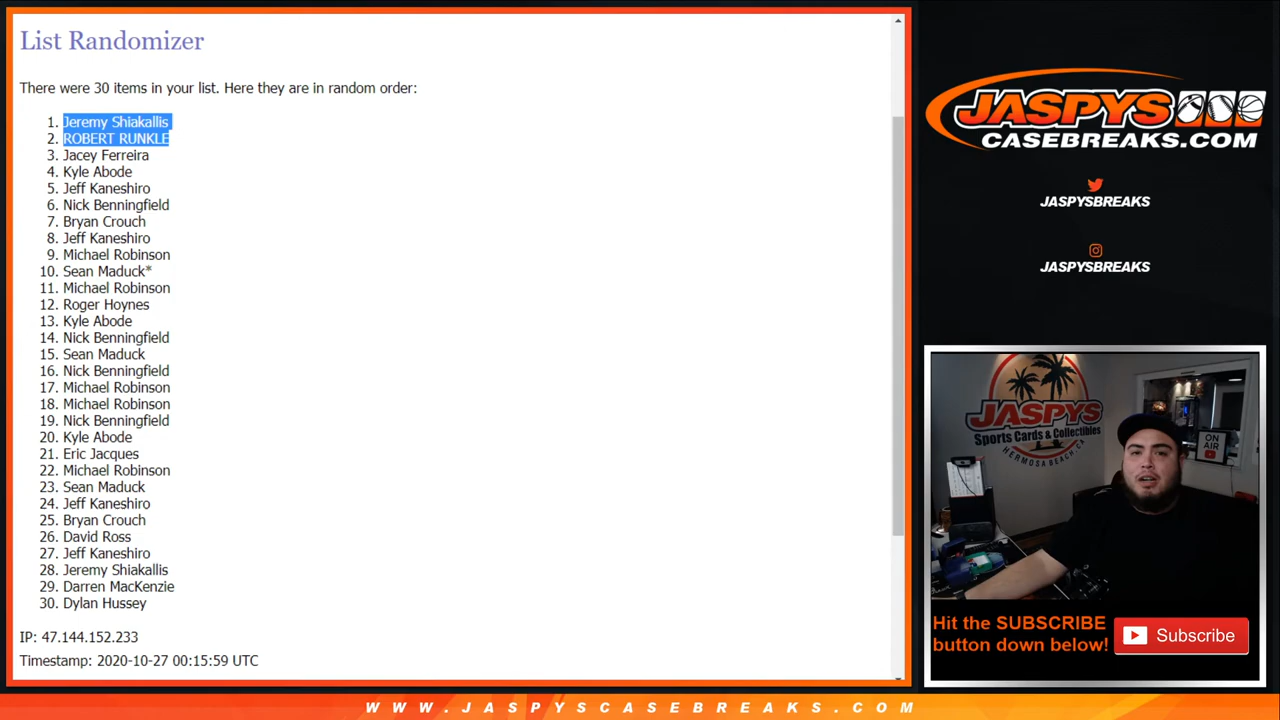 List Randomizer
There were 30 items in your list. Here they are in random order:
1. Jeremy Shiakallis
2. ROBERT RUNKLE
3. Jacey Ferreira
4. Kyle Abode
5. Jeff Kaneshiro
6. Nick Benningfield
7. Bryan Crouch
8. Jeff Kaneshiro
9. Michael Robinson
10. Sean Maduck*
11. Michael Robinson
12. Roger Hoynes
13. Kyle Abode
14. Nick Benningfield
15. Sean Maduck
16. Nick Benningfield
17. Michael Robinson
18. Michael Robinson
19. Nick Benningfield
20. Kyle Abode
21. Eric Jacques
22. Michael Robinson
23. Sean Maduck
24. Jeff Kaneshiro
25. Bryan Crouch
26. David Ross
27. Jeff Kaneshiro
28. Jeremy Shiakallis
29. Darren MacKenzie
30. Dylan Hussey
IP: 47.144.152.233
Timestamp: 2020-10-27 00:15:59 UTC
JASPYS
CASEBREAKS.COM
JASPYSBREAKS
JASPYSBREAKS
JASPYS
Sports Cards & Collectibles
HERMOSA BEACH, CA
ON AIR
Hit the SUBSCRIBE
button down below!
Subscribe
WWW.JASPYSCASEBREAKS.COM